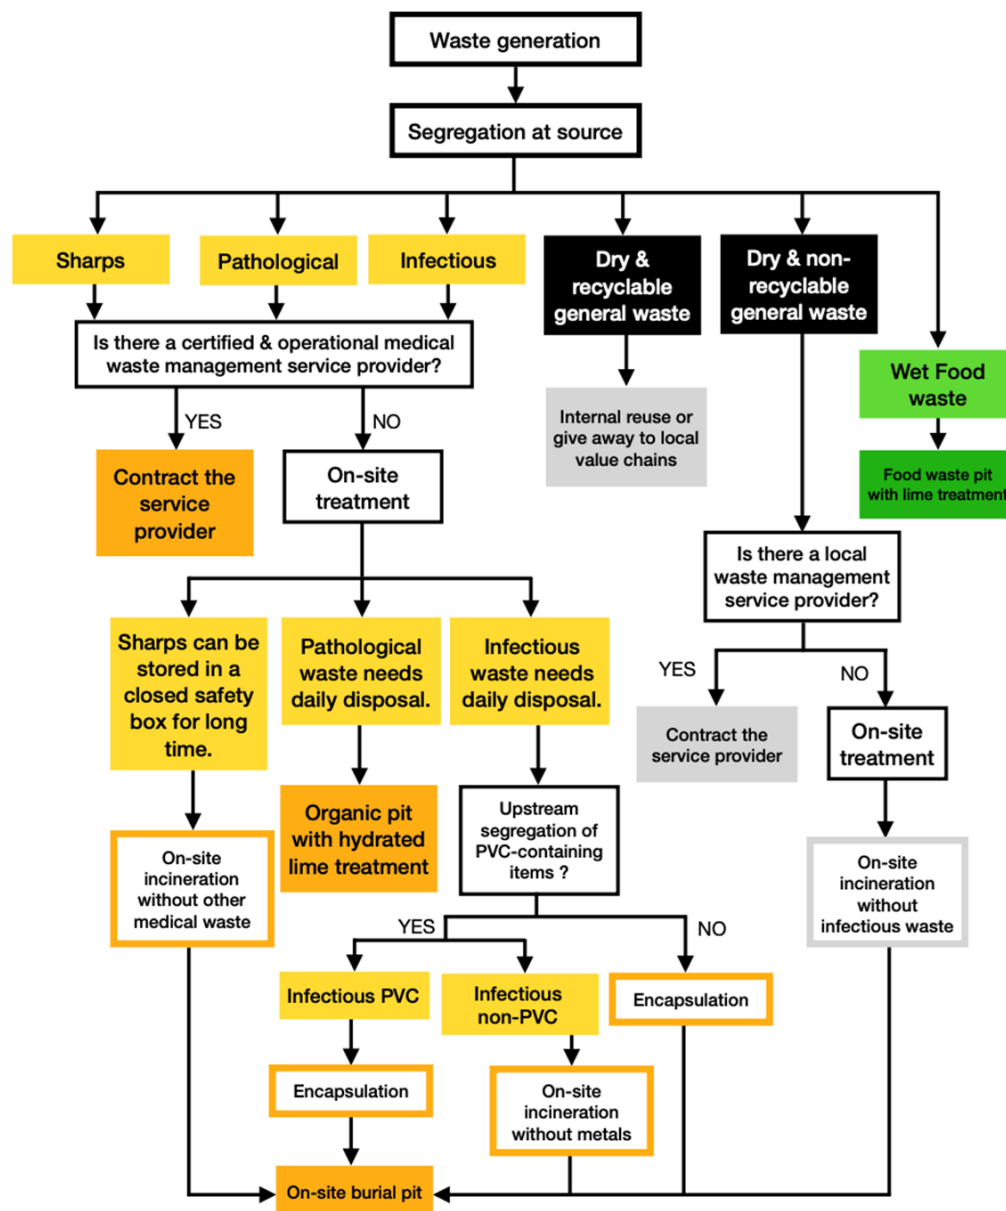 Waste generation
Segregation at source
Sharps
Pathological
Infectious
Dry &
recyclable
general waste
Dry & non-
recyclable
general waste
Wet Food
waste
Is there a certified & operational medical
waste management service provider?
Internal reuse or
give away to local
value chains
Food waste pit
with lime treatment
YES
NO
Contract the
service
provider
On-site
treatment
Is there a local
waste management
service provider?
YES
NO
Contract the
service provider
On-site
treatment
Sharps can be
stored in a
closed safety
box for long
time.
Pathological
waste needs
daily disposal.
Infectious
waste needs
daily disposal.
On-site
incineration
without other
medical waste
Organic pit
with hydrated
lime treatment
Upstream
segregation of
PVC-containing
items ?
On-site
incineration
without
infectious waste
YES
NO
Infectious PVC
Infectious
non-PVC
Encapsulation
Encapsulation
On-site
incineration
without metals
On-site burial pit